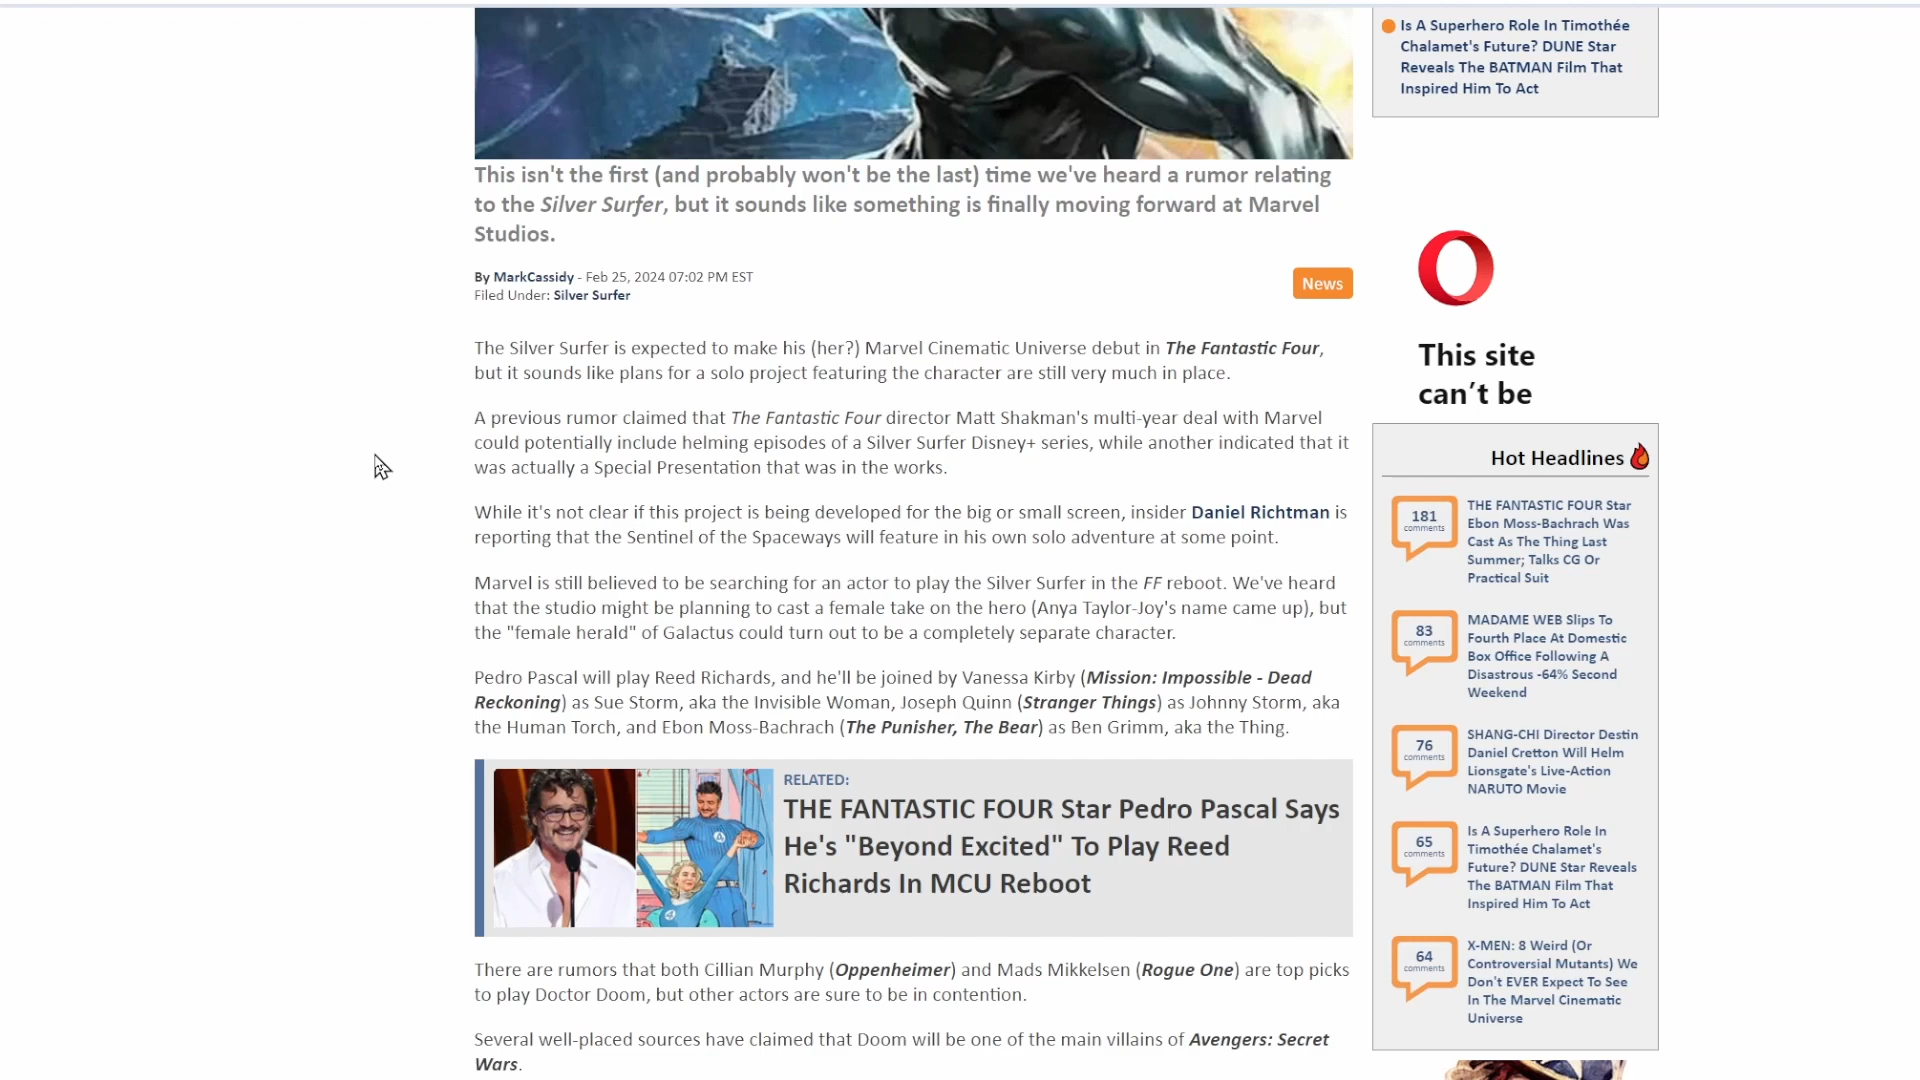 This isn't the first (and probably won't be the last) time we've heard a rumor relating
to the Silver Surfer, but it sounds like something is finally moving forward at Marvel
Studios.
By MarkCassidy - Feb 25, 2024 07:02 PM EST
Filed Under: Silver Surfer
News
The Silver Surfer is expected to make his (her?) Marvel Cinematic Universe debut in The Fantastic Four,
but it sounds like plans for a solo project featuring the character are still very much in place.
A previous rumor claimed that The Fantastic Four director Matt Shakman's multi-year deal with Marvel
could potentially include helming episodes of a Silver Surfer Disney+ series, while another indicated that it
was actually a Special Presentation that was in the works.
While it's not clear if this project is being developed for the big or small screen, insider Daniel Richtman is
reporting that the Sentinel of the Spaceways will feature in his own solo adventure at some point.
Marvel is still believed to be searching for an actor to play the Silver Surfer in the FF reboot. We've heard
that the studio might be planning to cast a female take on the hero (Anya Taylor-Joy's name came up), but
the "female herald" of Galactus could turn out to be a completely separate character.
Pedro Pascal will play Reed Richards, and he'll be joined by Vanessa Kirby (Mission: Impossible - Dead
Reckoning) as Sue Storm, aka the Invisible Woman, Joseph Quinn (Stranger Things) as Johnny Storm, aka
the Human Torch, and Ebon Moss-Bachrach (The Punisher, The Bear) as Ben Grimm, aka the Thing.
RELATED:
THE FANTASTIC FOUR Star Pedro Pascal Says
He's "Beyond Excited" To Play Reed
Richards In MCU Reboot
There are rumors that both Cillian Murphy (Oppenheimer) and Mads Mikkelsen (Rogue One) are top picks
to play Doctor Doom, but other actors are sure to be in contention.
Several well-placed sources have claimed that Doom will be one of the main villains of Avengers: Secret
Wars.
Is A Superhero Role In Timothée
Chalamet's Future? DUNE Star
Reveals The BATMAN Film That
Inspired Him To Act
This site
can't be
Hot Headlines
181
comments
THE FANTASTIC FOUR Star
Ebon Moss-Bachrach Was
Cast As The Thing Last
Summer; Talks CG Or
Practical Suit
83
comments
MADAME WEB Slips To
Fourth Place At Domestic
Box Office Following A
Disastrous -64% Second
Weekend
76
comments
SHANG-CHI Director Destin
Daniel Cretton Will Helm
Lionsgate's Live-Action
NARUTO Movie
65
comments
Is A Superhero Role In
Timothée Chalamet's
Future? DUNE Star Reveals
The BATMAN Film That
Inspired Him To Act
64
comments
X-MEN: 8 Weird (Or
Controversial Mutants) We
Don't EVER Expect To See
In The Marvel Cinematic
Universe